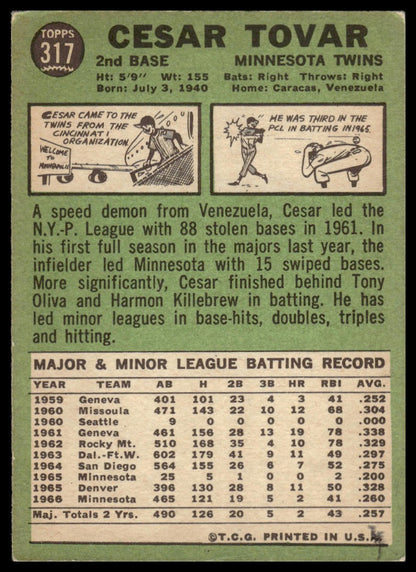 TOPPS
317
CESAR TOVAR
2nd BASE MINNESOTA TWINS
Ht: 5'9" Wt: 155 Bats: Right Throws: Right
Born: July 3, 1940 Home: Caracas, Venezuela
CESAR CAME TO THE
TWINS FROM THE
CINCINNATI
ORGANIZATION.
WELCOME
TO
MINNEAPOLIS
HE WAS THIRD IN THE
PCL IN BATTING IN 1965.
A speed demon from Venezuela, Cesar led the
N.Y.-P. League with 88 stolen bases in 1961. In
his first full season in the majors last year, the
infielder led Minnesota with 15 swiped bases.
More significantly, Cesar finished behind Tony
Oliva and Harmon Killebrew in batting. He has
led minor leagues in base-hits, doubles, triples
and hitting.
MAJOR & MINOR LEAGUE BATTING RECORD
YEAR TEAM AB H 2B 3B HR RBI AVG.
1959 Geneva 401 101 23 4 3 41 .252
1960 Missoula 471 143 22 10 12 68 .304
1960 Seattle 9 0 0 0 0 0 .000
1961 Geneva 461 156 28 13 19 78 .338
1962 Rocky Mt. 510 168 35 4 10 78 .329
1963 Dal.-Ft. W. 602 179 41 9 11 57 .297
1964 San Diego 564 155 26 6 7 52 .275
1965 Minnesota 25 5 1 0 0 2 .200
1965 Denver 396 130 28 8 11 50 .328
1966 Minnesota 465 121 19 5 2 41 .260
Maj. Totals 2 Yrs. 490 126 20 5 2 43 .257
©T.C.G. PRINTED IN U.S.A.